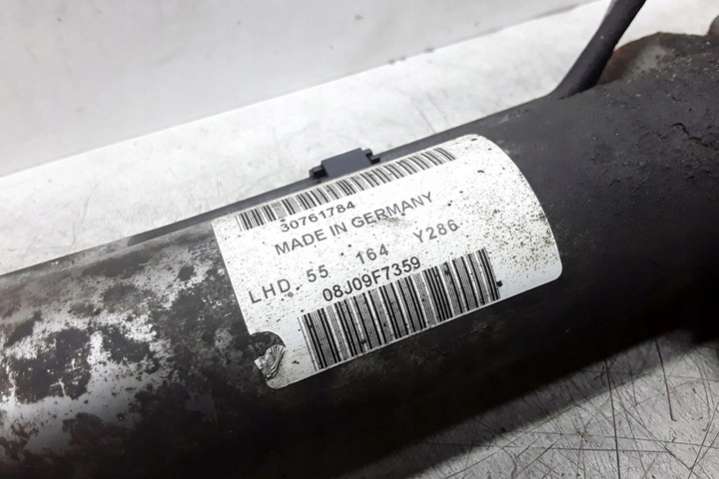 30761784
MADE IN GERMANY
LHD. 55 164 Y286
08J09F7359